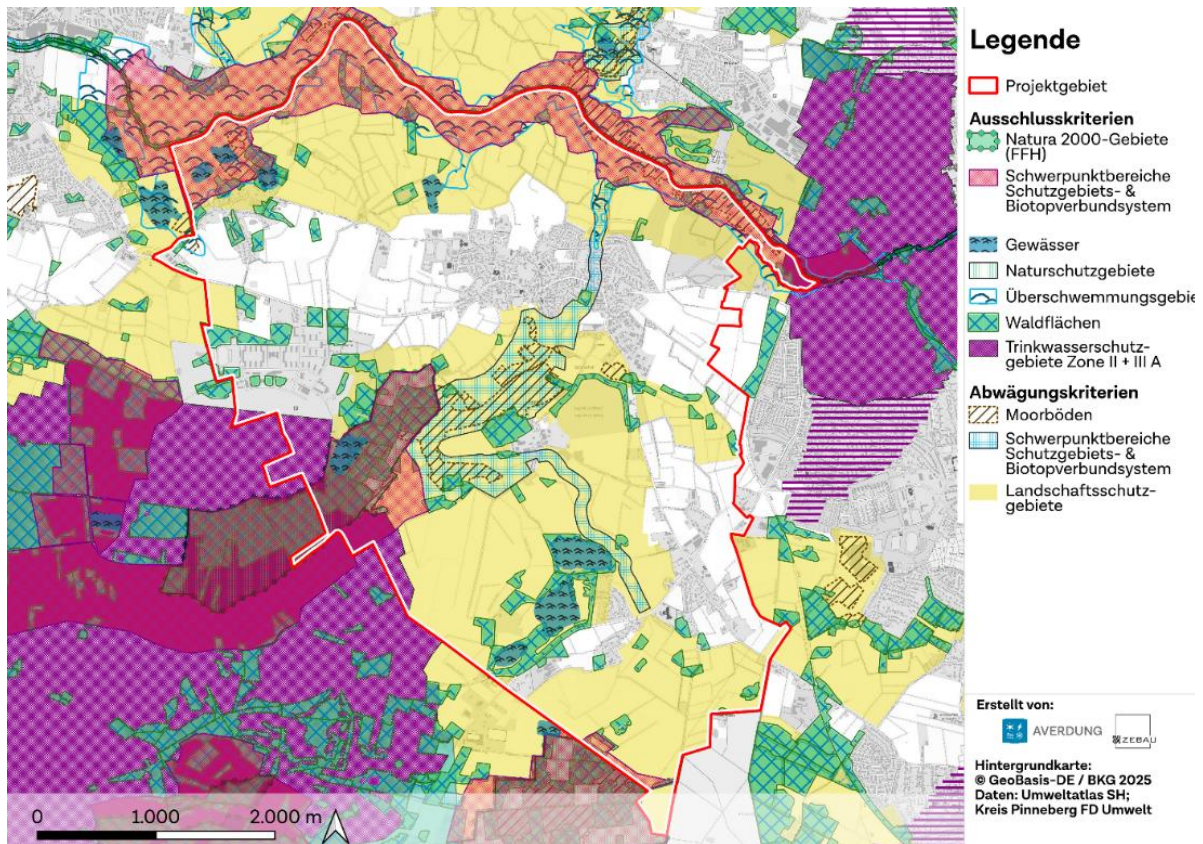 Legende
Projektgebiet
Ausschlusskriterien
Natura 2000-Gebiete
(FFH)
Schwerpunktbereiche
Schutzgebiets- &
Biotopverbundsystem
Gewässer
Naturschutzgebiete
Überschwemmungsgebie
Waldflächen
Trinkwasserschutz-
gebiete Zone II + III A
Abwägungskriterien
Moorböden
Schwerpunktbereiche
Schutzgebiets- &
Biotopverbundsystem
Landschaftsschutz-
gebiete
Erstellt von:
AVERDUNG
ZEBAU
Hintergrundkarte:
© GeoBasis-DE / BKG 2025
Daten: Umweltatlas SH;
Kreis Pinneberg FD Umwelt
0 1.000 2.000 m